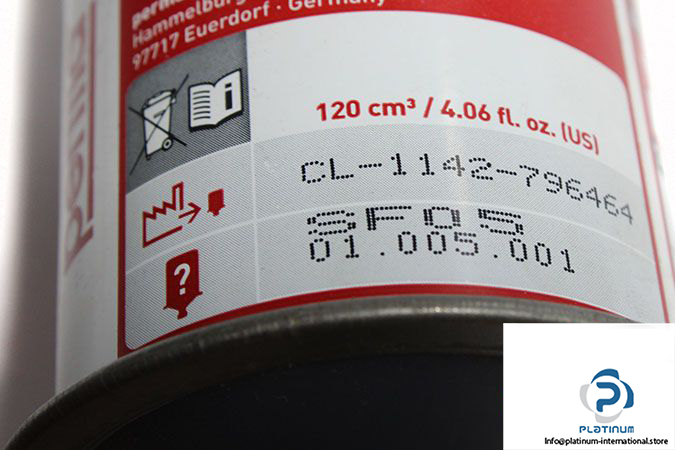 Hammelburg
97717 Euerdorf · Germany
120 cm³ / 4.06 fl. oz. (US)
CL-1142-796464
SF05
01.005.001
PLATINUM
Info@platinum-international.store